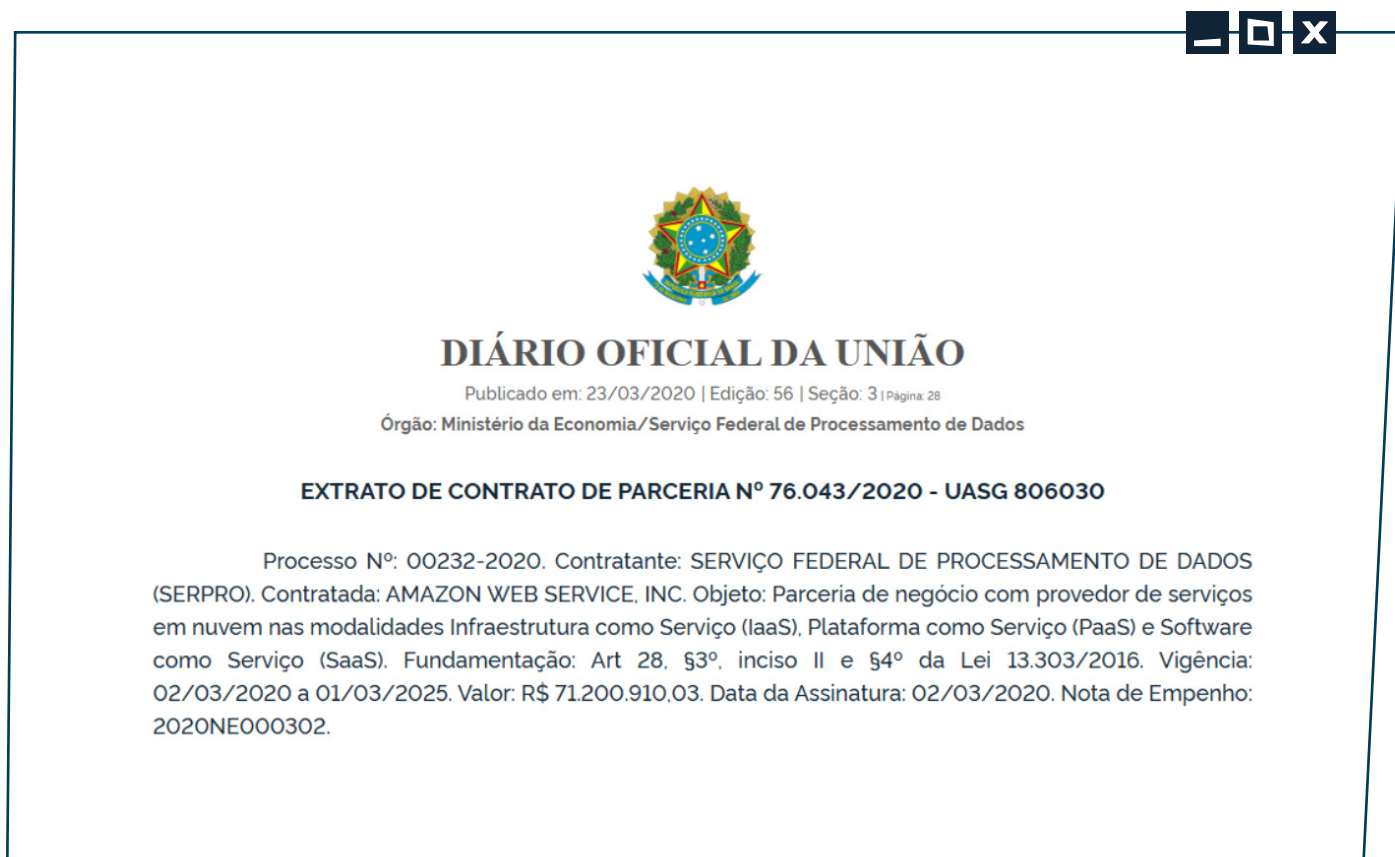 DIÁRIO OFICIAL DA UNIÃO
Publicado em: 23/03/2020 | Edição: 56 | Seção: 3 | Página: 28
Órgão: Ministério da Economia/Serviço Federal de Processamento de Dados
EXTRATO DE CONTRATO DE PARCERIA Nº 76.043/2020 - UASG 806030
Processo Nº: 00232-2020. Contratante: SERVIÇO FEDERAL DE PROCESSAMENTO DE DADOS
(SERPRO). Contratada: AMAZON WEB SERVICE, INC. Objeto: Parceria de negócio com provedor de serviços
em nuvem nas modalidades Infraestrutura como Serviço (IaaS), Plataforma como Serviço (PaaS) e Software
como Serviço (SaaS). Fundamentação: Art 28, §3º, inciso II e §4º da Lei 13.303/2016. Vigência:
02/03/2020 a 01/03/2025. Valor: R$ 71.200.910,03. Data da Assinatura: 02/03/2020. Nota de Empenho:
2020NE000302.